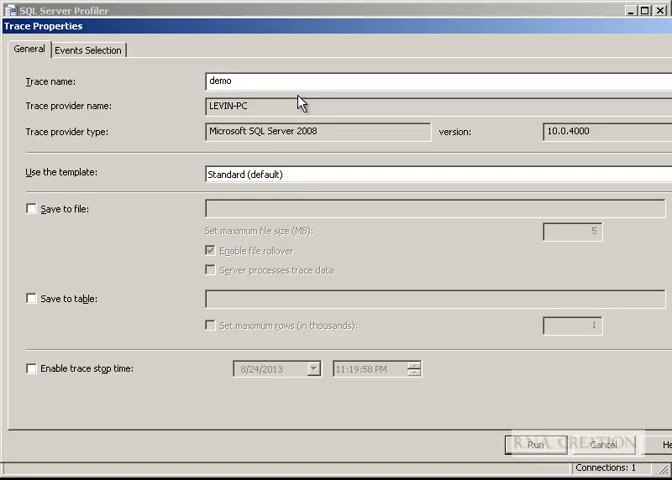 SQL Server Profiler
Trace Properties
General Events Selection
Trace name: demo
Trace provider name: LEVIN-PC
Trace provider type: Microsoft SQL Server 2008 version: 10.0.4000
Use the template: Standard (default)
Save to file:
Set maximum file size (MB): 5
Enable file rollover
Server processes trace data
Save to table:
Set maximum rows (in thousands): 1
Enable trace stop time: 8/24/2013 11:19:58 PM
Run Cancel He
RNA CREATION
Connections: 1